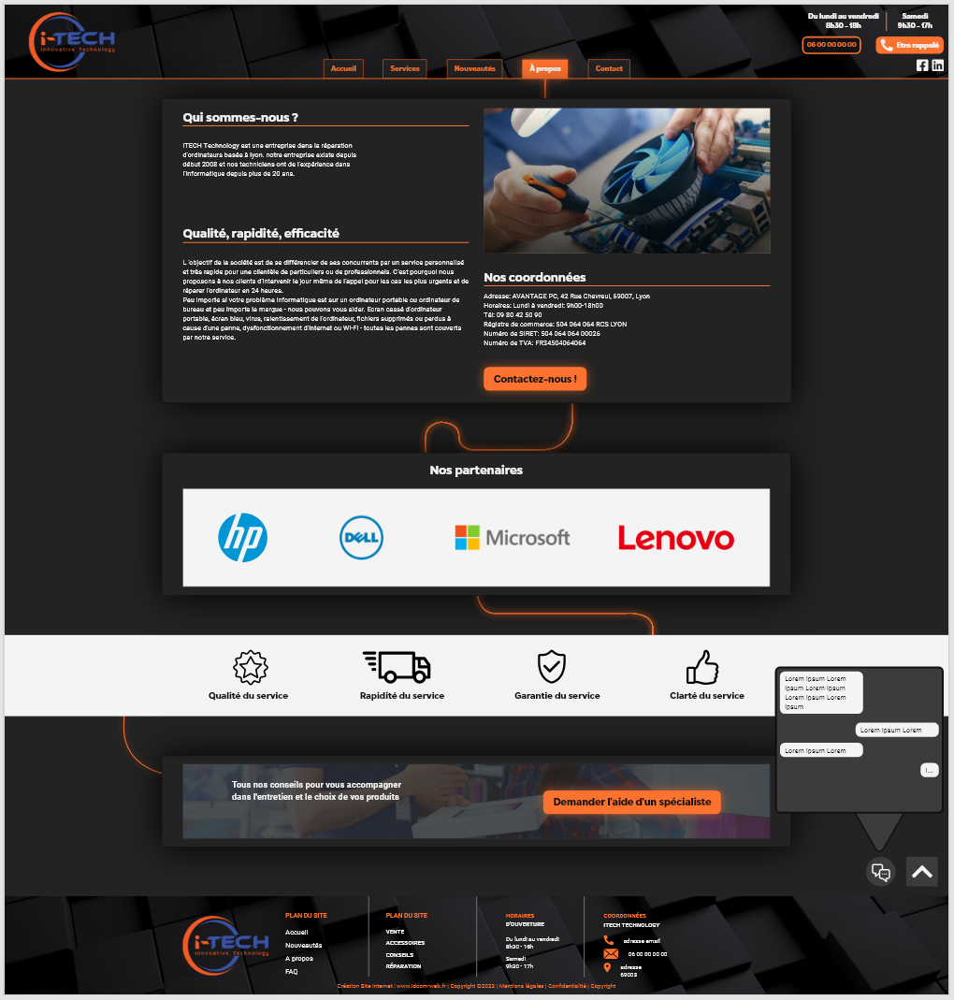 i-TECH
Innovative Technology
Du lundi au vendredi
8h30 - 18h
Samedi
9h30 - 17h
06 00 00 00 00
Etre rappelé
Accueil
Services
Nouveautés
À propos
Contact
Qui sommes-nous ?
ITECH Technology est une entreprise dans la réparation
d'ordinateurs basée à lyon. notre entreprise existe depuis
début 2008 et nos techniciens ont de l'expérience dans
l'informatique depuis plus de 20 ans.
Qualité, rapidité, efficacité
L 'objectif de la société est de se différencier de ses concurrents par un service personnalisé
et très rapide pour une clientèle de particuliers ou de professionnels. C'est pourquoi nous
proposons à nos clients d'intervenir le jour même de l'appel pour les cas les plus urgents et de
réparer l'ordinateur en 24 heures.
Peu importe si votre problème informatique est sur un ordinateur portable ou ordinateur de
bureau et peu importe la margue - nous pouvons vous aider. Ecran cassé d'ordinateur
portable, écran bleu, virus, ralentissement de l'ordinateur, fichiers supprimés ou perdus à
cause d'une panne, dysfonctionnement d'internet ou Wi-Fi - toutes les pannes sont couverts
par notre service.
Nos coordonnées
Adresse: AVANTAGE PC, 42 Rue Chevreul, 69007, Lyon
Horaires: Lundi à vendredi: 9h00-18h00
Tél: 09 80 42 50 90
Régistre de commerce: 504 064 064 RCS LYON
Numéro de SIRET: 504 064 064 00026
Numéro de TVA: FR34504064064
Contactez-nous !
Nos partenaires
hp
DELL
Microsoft
Lenovo
Qualité du service
Rapidité du service
Garantie du service
Clarté du service
Lorem Ipsum Lorem
Ipsum Lorem Ipsum
Lorem Ipsum Lorem
Ipsum
Lorem Ipsum Lorem
Lorem Ipsum Lorem
I...
Tous nos conseils pour vous accompagner
dans l'entretien et le choix de vos produits
Demander l'aide d'un spécialiste
i-TECH
Innovative Technology
PLAN DU SITE
Accueil
Nouveautés
A propos
FAQ
PLAN DU SITE
VENTE
ACCESSOIRES
CONSEILS
RÉPARATION
HORAIRES
D'OUVERTURE
Du lundi au vendredi
8h30 - 18h
Samedi
9h30 - 17h
COORDONNÉES
ITECH TECHNOLOGY
adresse email
06 00 00 00 00
adresse
69003
Création Site Internet : www.idcom-web.fr | Copyright ©2022 | Mentions légales | Confidentialité | Copyright